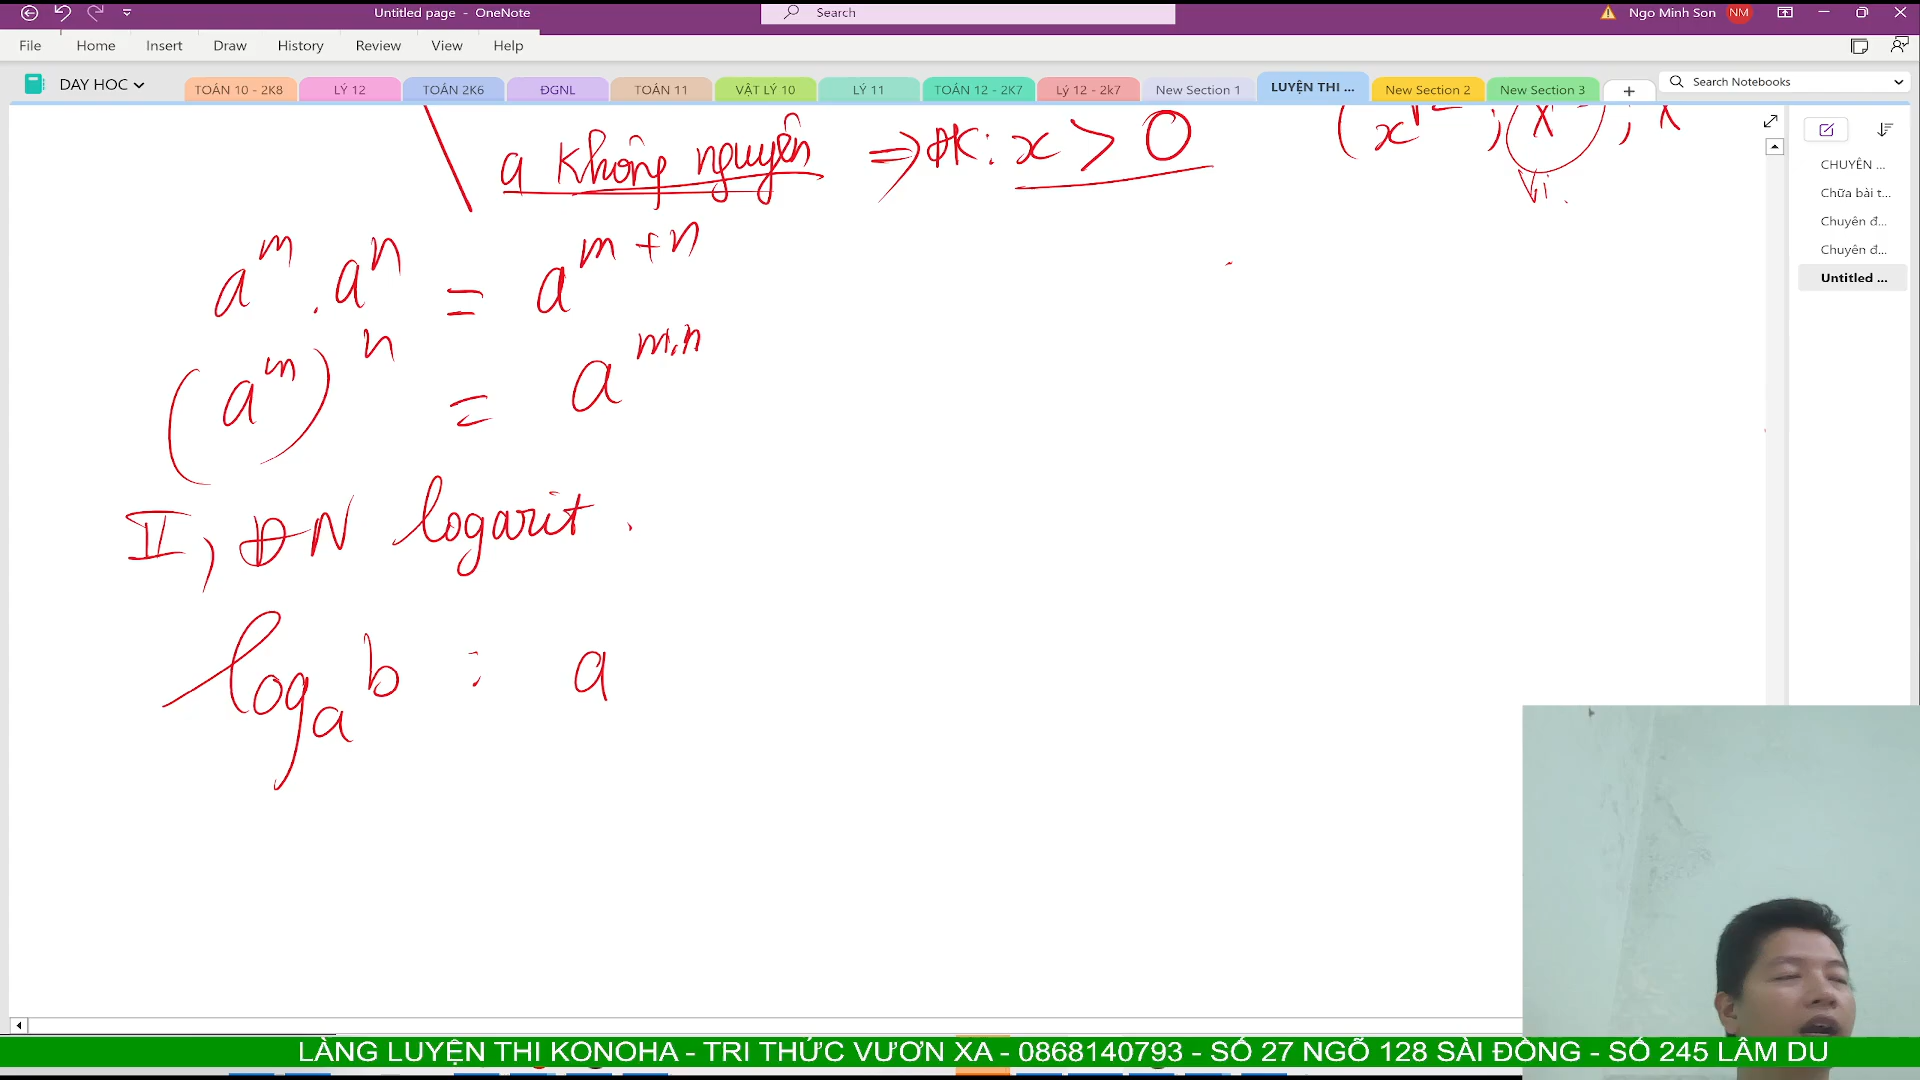 Untitled page - OneNote
Search
Ngo Minh Son NM
File Home Insert Draw History Review View Help
DAY HOC
TOÁN 10 - 2K8 LÝ 12 TOÁN 2K6 ĐGNL TOÁN 11 VẬT LÝ 10 LÝ 11 TOÁN 12 - 2K7 Lý 12 - 2k7 New Section 1 LUYỆN THI ... New Section 2 New Section 3 +
Search Notebooks
CHUYÊN ...
Chữa bài t...
Chuyên đ...
Chuyên đ...
Untitled ...
a không nguyên => ĐK: x > 0
a^m . a^n = a^{m+n}
(a^m)^n = a^{m.n}
II, ĐN logarit.
log_a b : a
LÀNG LUYỆN THI KONOHA - TRI THỨC VƯƠN XA - 0868140793 - SỐ 27 NGÕ 128 SÀI ĐỒNG - SỐ 245 LÂM DU